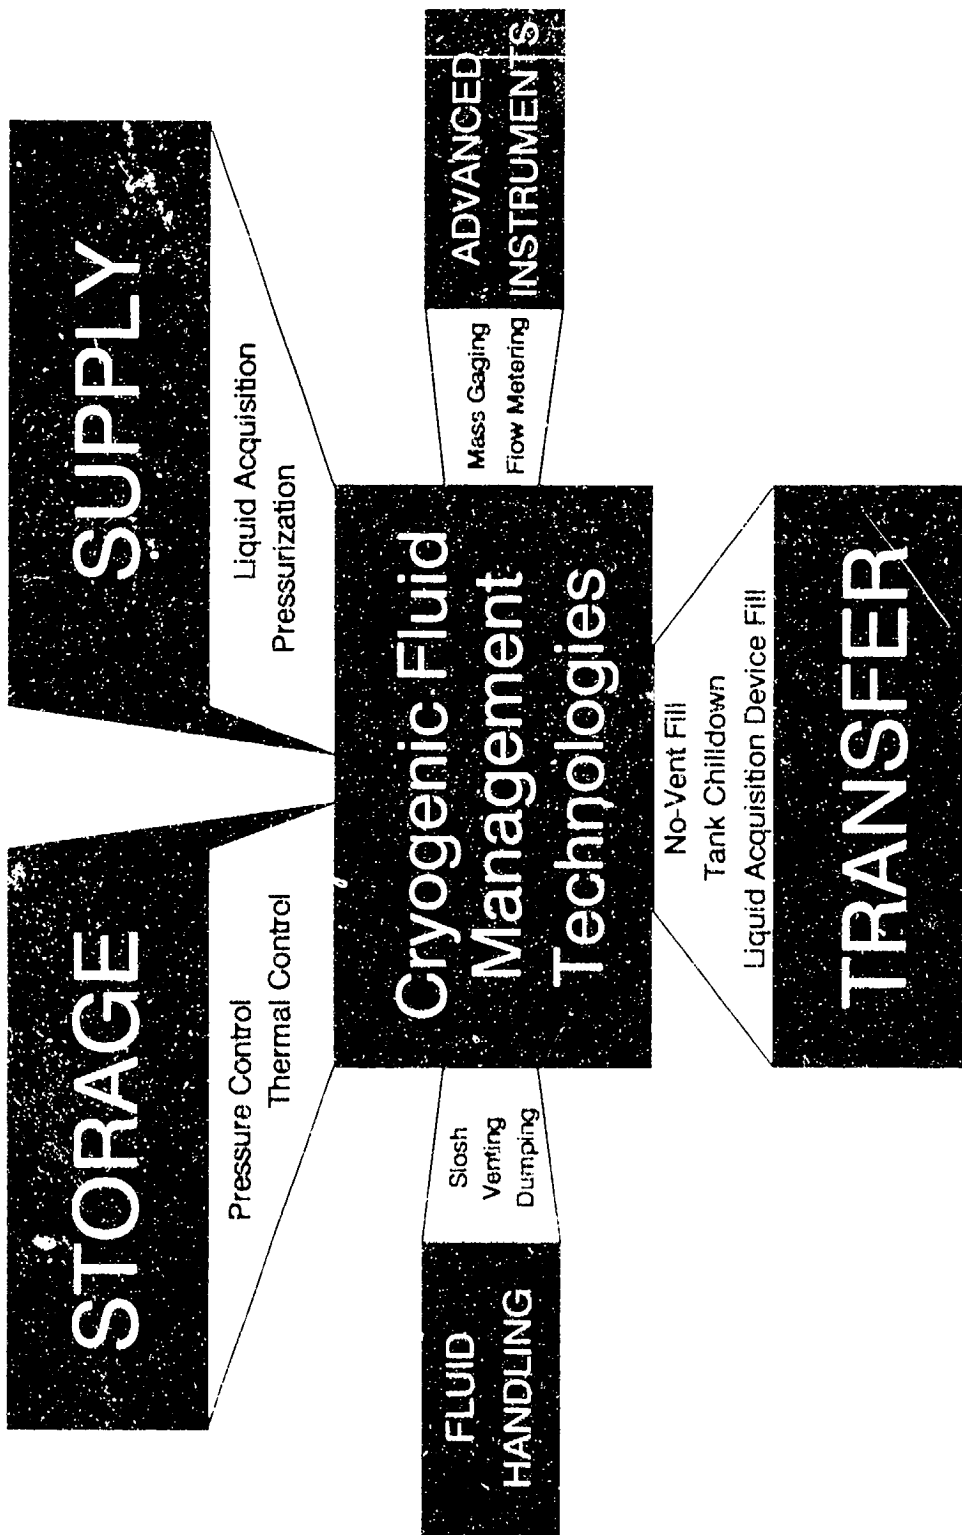 STORAGE
Pressure Control
Thermal Control
SUPPLY
Liquid Acquisition
Pressurization
FLUID
HANDLING
Slosh
Venting
Dumping
Cryogenic Fluid
Management
Technologies
Mass Gaging
Flow Metering
ADVANCED
INSTRUMENTS
No-Vent Fill
Tank Chilldown
Liquid Acquisition Device Fill
TRANSFER